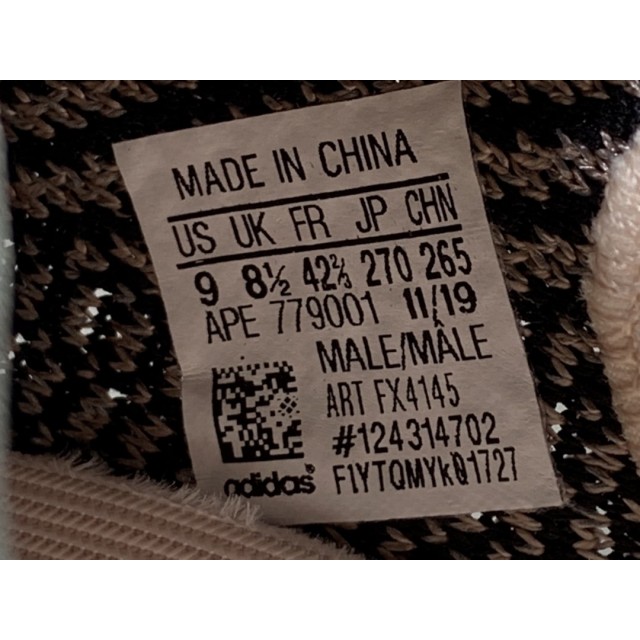 MADE IN CHINA
US UK FR JP CHN
9 8½ 42⅔ 270 265
APE 779001 11/19
MALE/MÂLE
ART FX4145
#124314702
adidas® F1YTQMYkQ1727